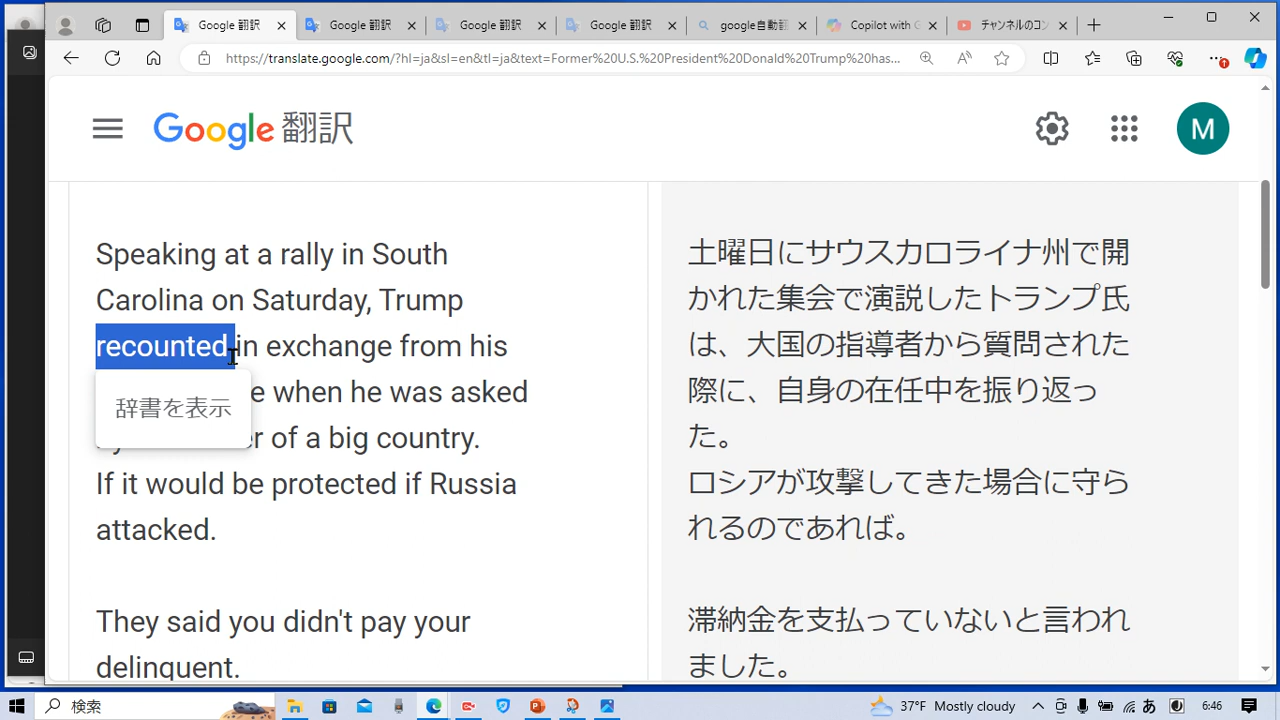 Google 翻訳
Google 翻訳
Google 翻訳
Google 翻訳
google自動翻
Copilot with G
チャンネルのコン
https://translate.google.com/?hl=ja&sl=en&tl=ja&text=Former%20U.S.%20President%20Donald%20Trump%20has...
Google 翻訳
M
Speaking at a rally in South
Carolina on Saturday, Trump
recounted in exchange from his
e when he was asked
r of a big country.
If it would be protected if Russia
attacked.
They said you didn't pay your
delinquent.
辞書を表示
土曜日にサウスカロライナ州で開
かれた集会で演説したトランプ氏
は、大国の指導者から質問された
際に、自身の在任中を振り返っ
た。
ロシアが攻撃してきた場合に守ら
れるのであれば。
滞納金を支払っていないと言われ
ました。
検索
37°F Mostly cloudy
あ
6:46